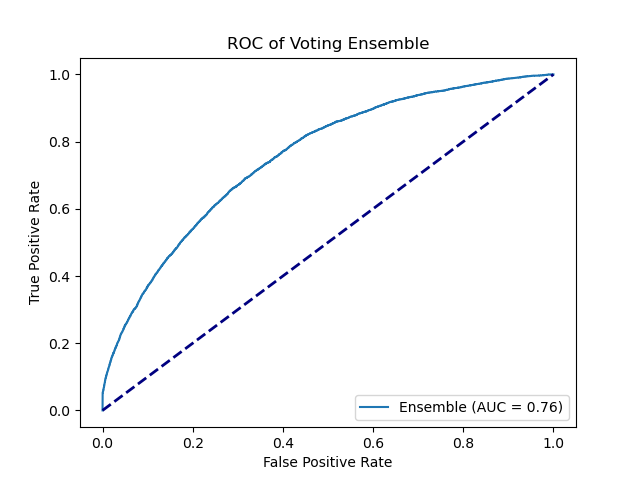 ROC of Voting Ensemble
1.0
0.8
0.6
0.4
0.2
0.0
True Positive Rate
Ensemble (AUC = 0.76)
0.0 0.2 0.4 0.6 0.8 1.0
False Positive Rate